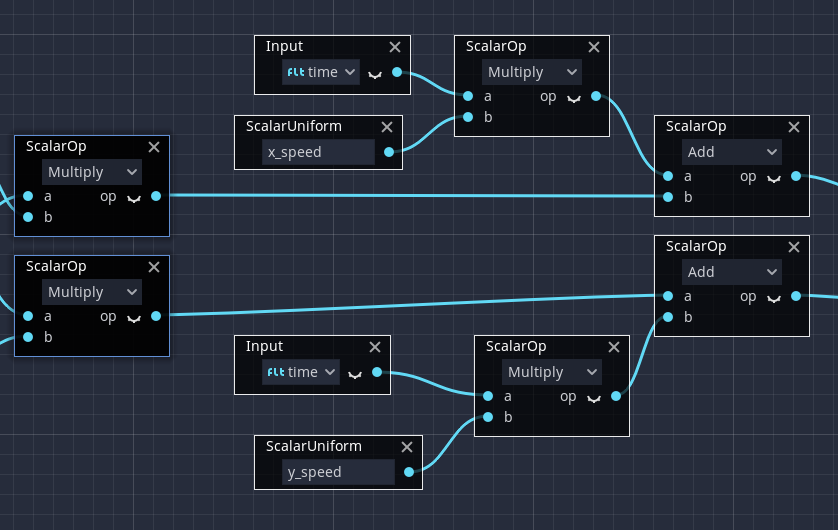 Input
flt time
ScalarOp
Multiply
a op
b
ScalarUniform
x_speed
ScalarOp
Multiply
a op
b
ScalarOp
Add
a op
b
ScalarOp
Multiply
a op
b
ScalarOp
Add
a op
b
Input
flt time
ScalarOp
Multiply
a op
b
ScalarUniform
y_speed